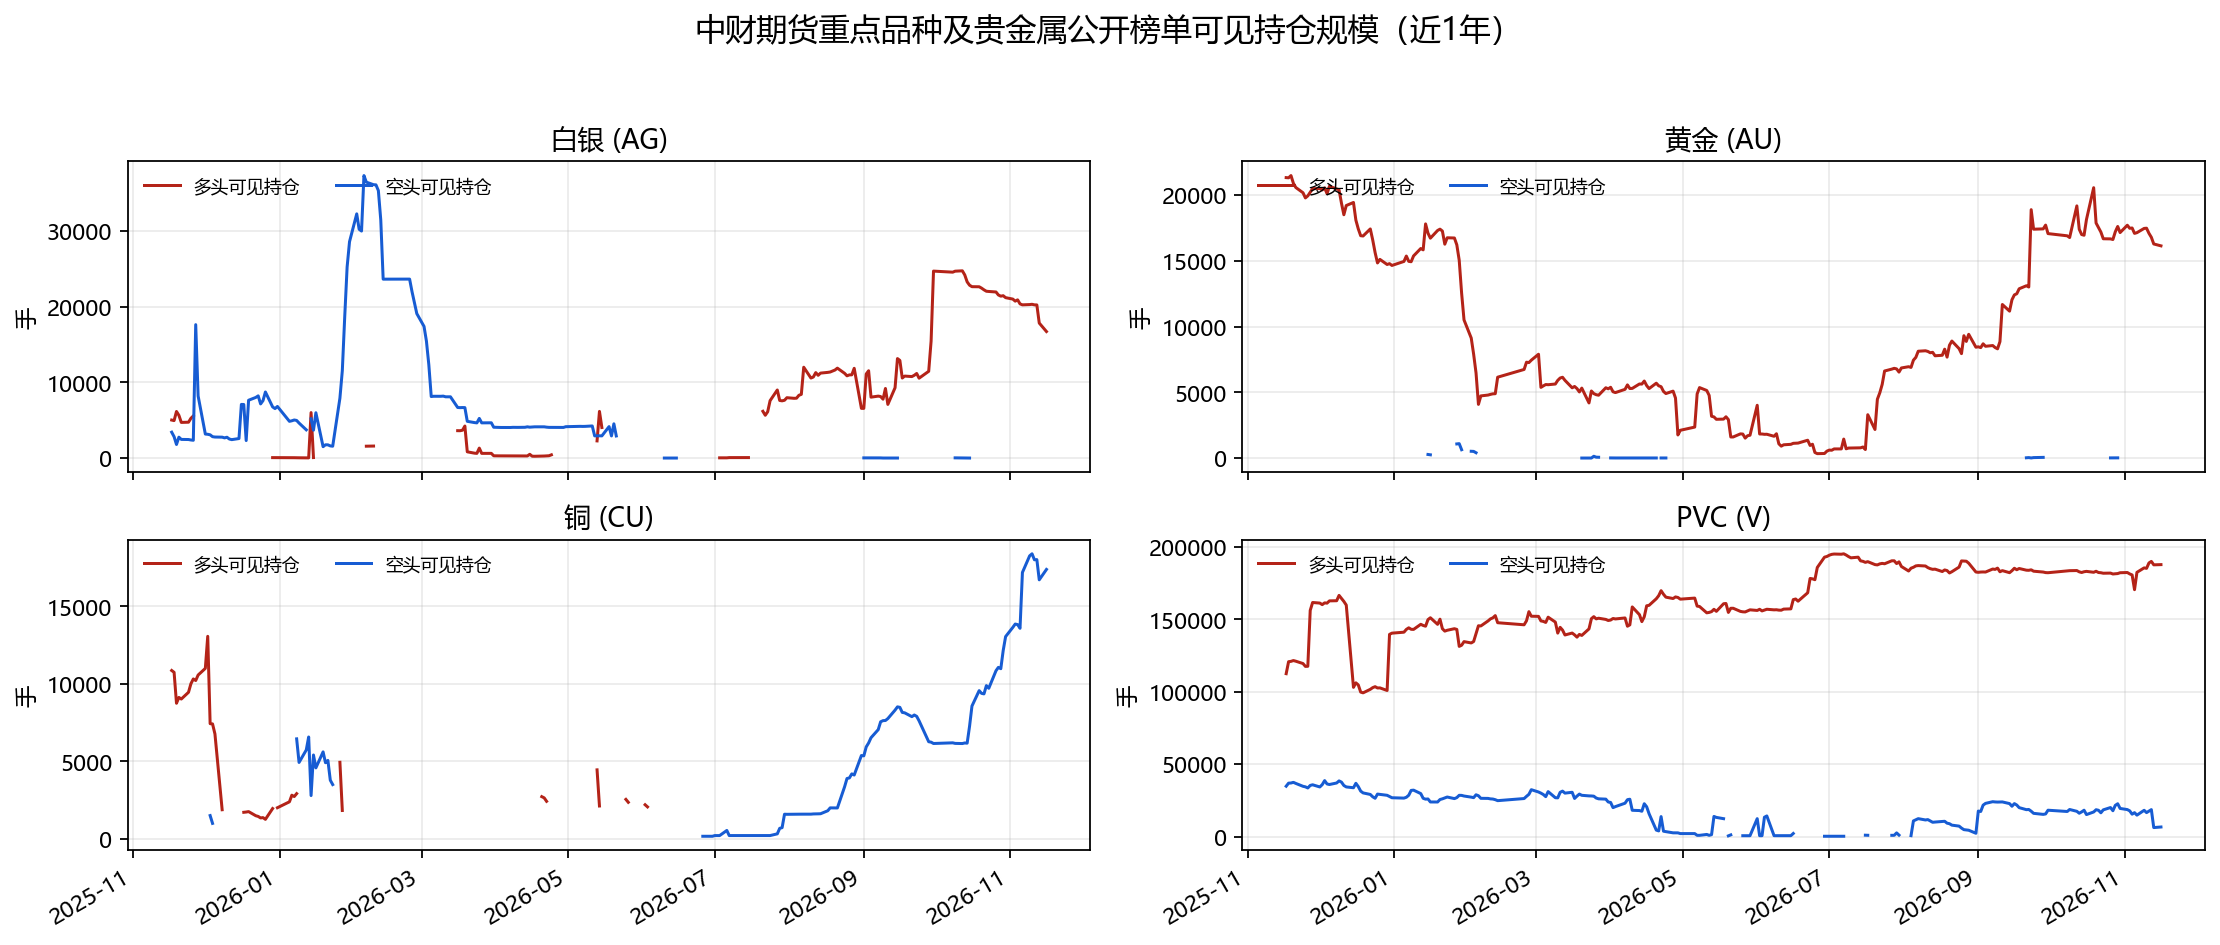 中财期货重点品种及贵金属公开榜单可见持仓规模（近1年）
白银 (AG)
多头可见持仓
空头可见持仓
手
30000
20000
10000
0
黄金 (AU)
多头可见持仓
空头可见持仓
手
20000
15000
10000
5000
0
铜 (CU)
多头可见持仓
空头可见持仓
手
15000
10000
5000
0
2025-11
2026-01
2026-03
2026-05
2026-07
2026-09
2026-11
PVC (V)
多头可见持仓
空头可见持仓
手
200000
150000
100000
50000
0
2025-11
2026-01
2026-03
2026-05
2026-07
2026-09
2026-11